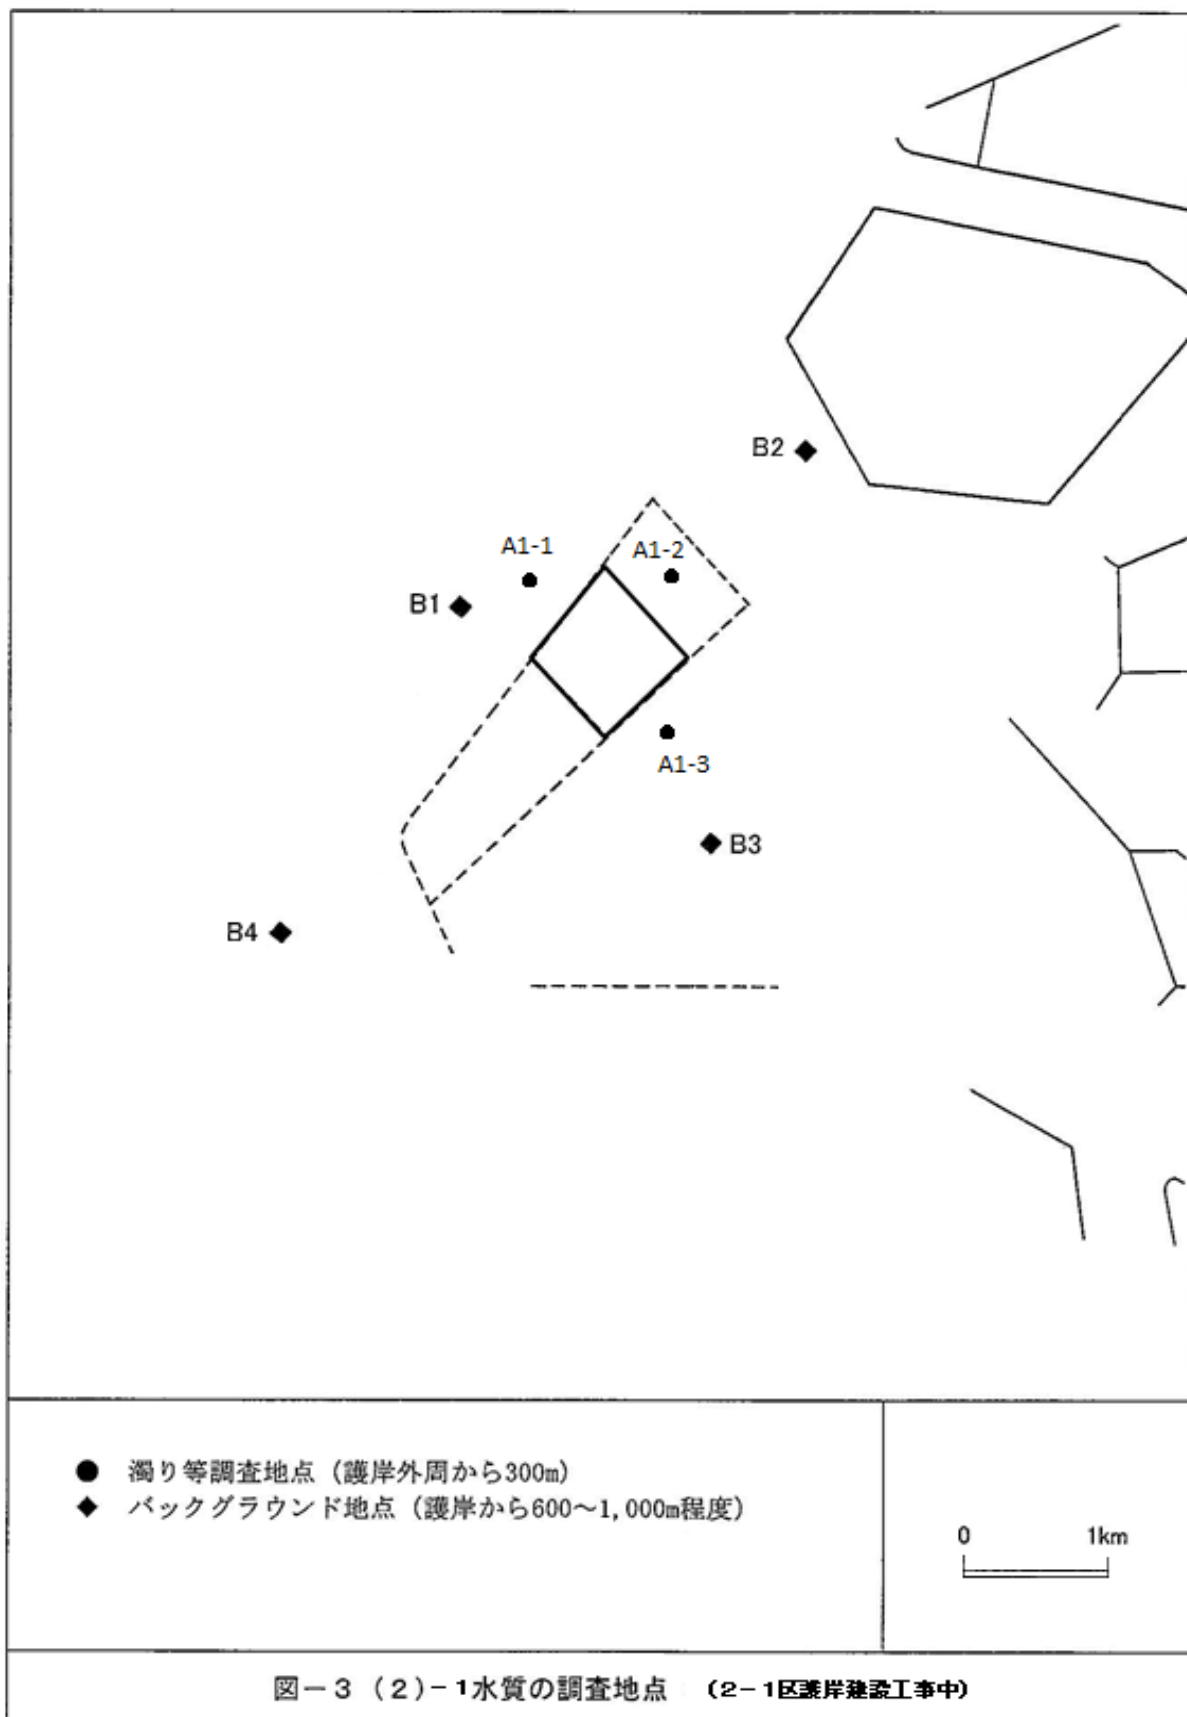 B2
A1-1
A1-2
B1
A1-3
B3
B4
● 濁り等調査地点（護岸外周から300m）
◆ バックグラウンド地点（護岸から600～1,000m程度）
0 1km
図－３（２）－１水質の調査地点 （２－１区護岸建設工事中）